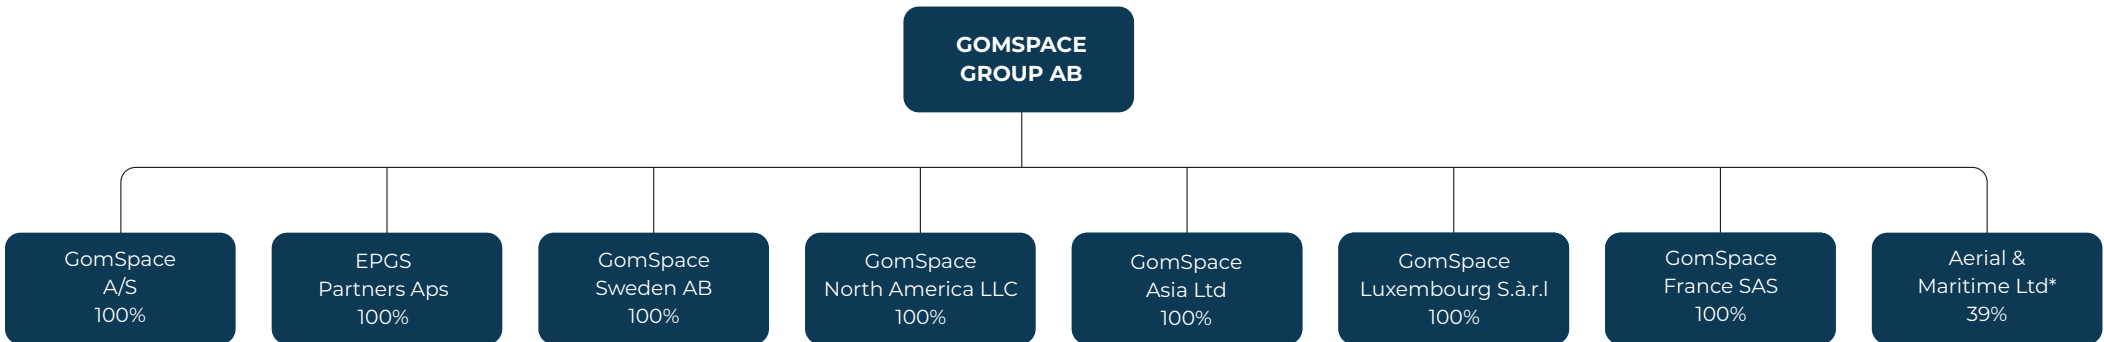 GOMSPACE
GROUP AB
GomSpace
A/S
100%
EPGS
Partners Aps
100%
GomSpace
Sweden AB
100%
GomSpace
North America LLC
100%
GomSpace
Asia Ltd
100%
GomSpace
Luxembourg S.à.r.l
100%
GomSpace
France SAS
100%
Aerial &
Maritime Ltd*
39%